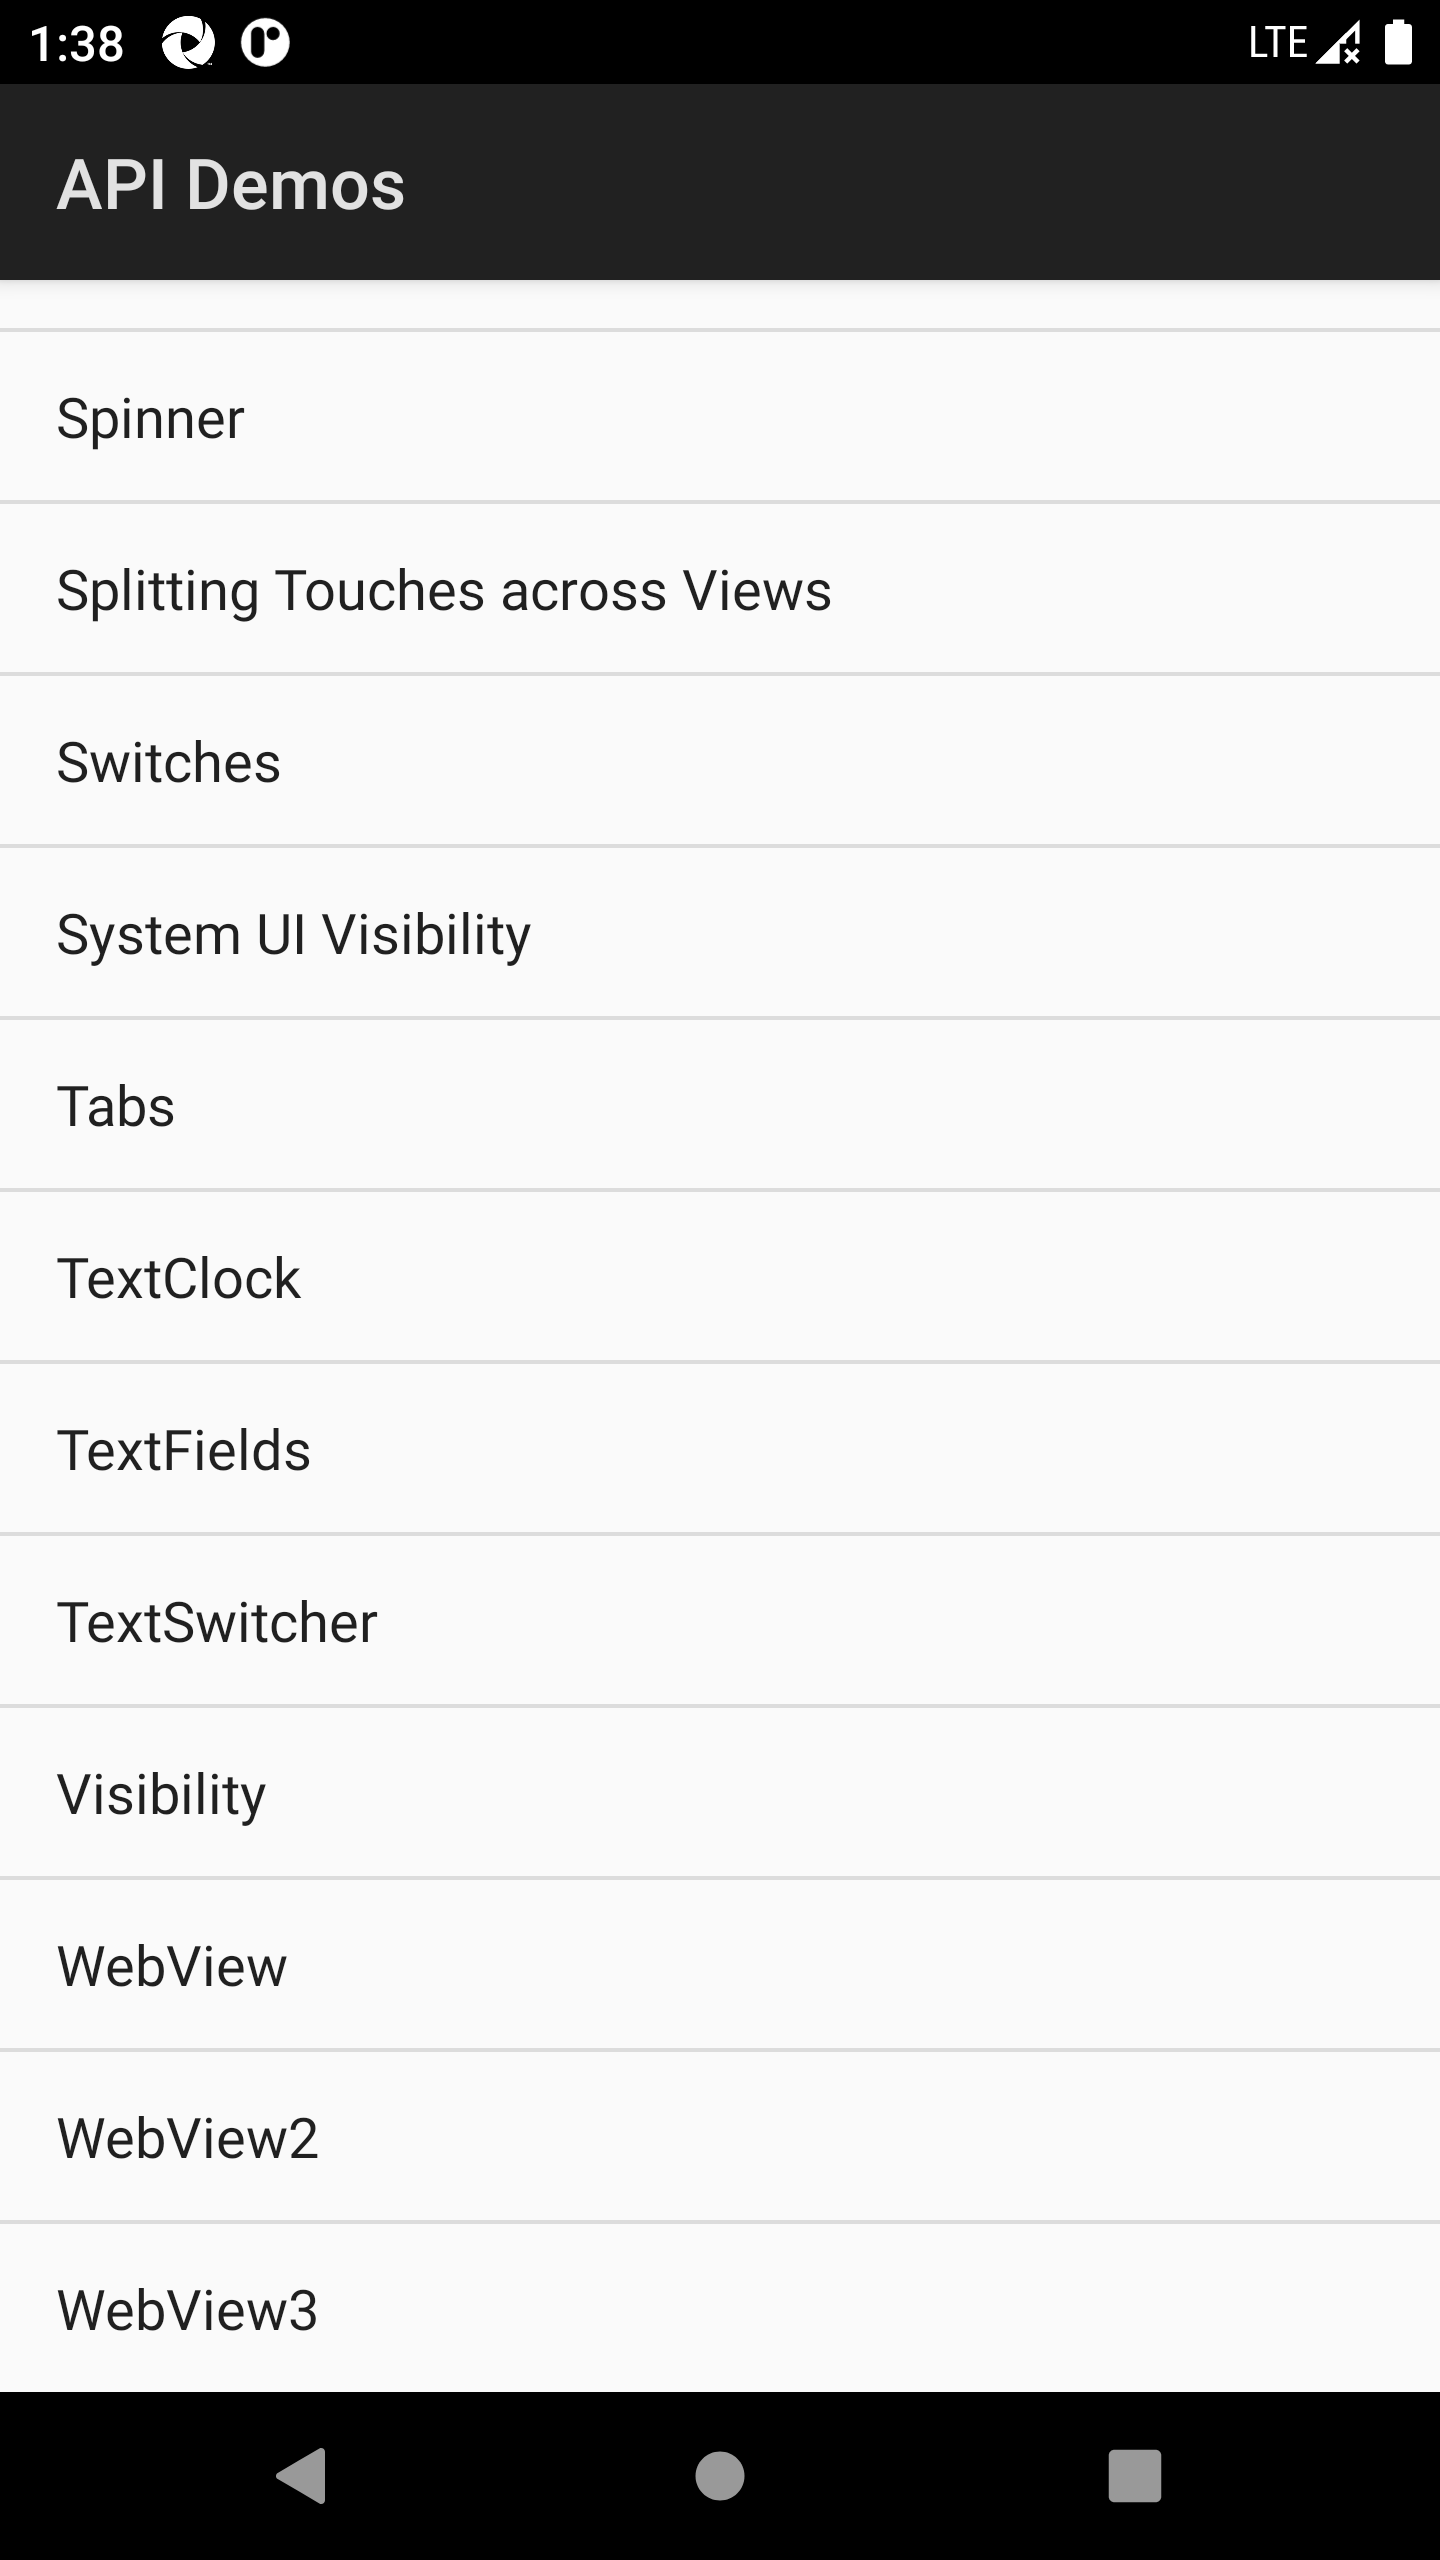 1:38 LTE
API Demos
Spinner
Splitting Touches across Views
Switches
System UI Visibility
Tabs
TextClock
TextFields
TextSwitcher
Visibility
WebView
WebView2
WebView3